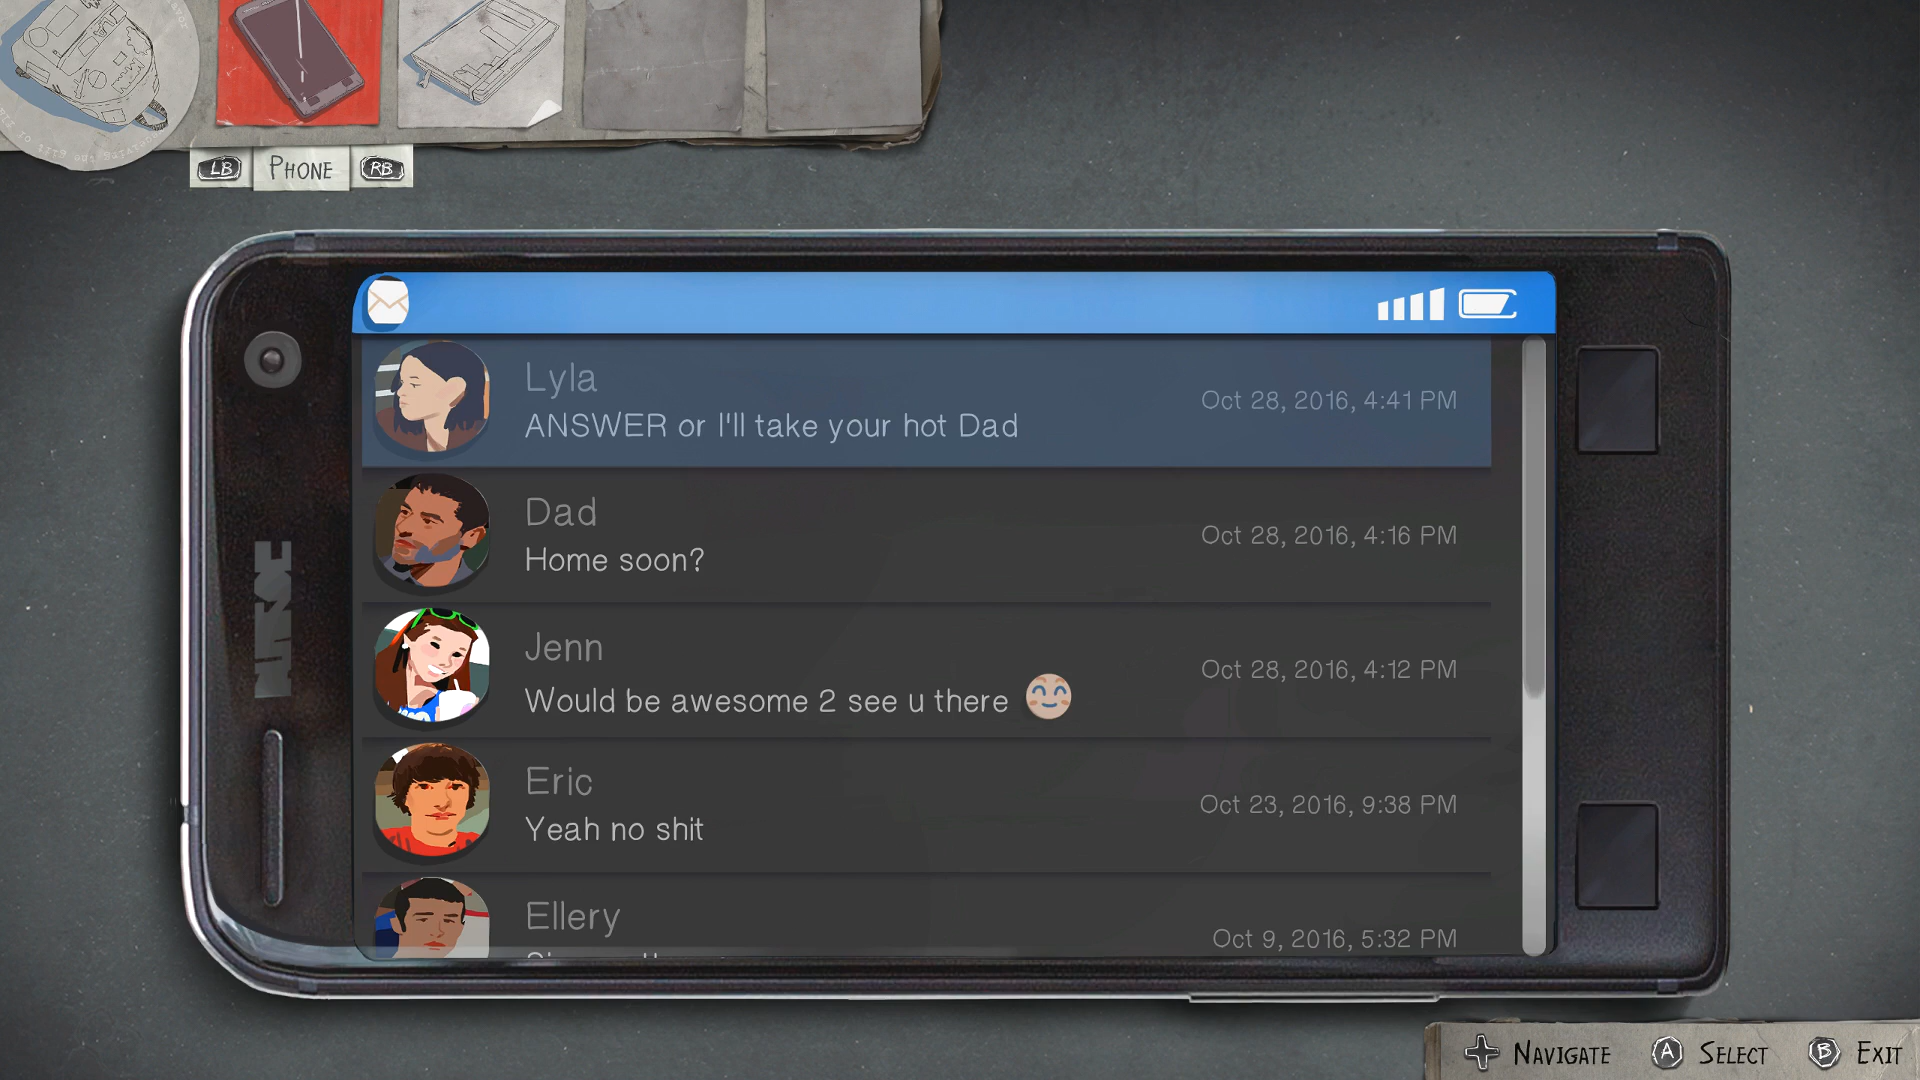 LB PHONE RB
Lyla
ANSWER or I'll take your hot Dad
Oct 28, 2016, 4:41 PM
Dad
Home soon?
Oct 28, 2016, 4:16 PM
Jenn
Would be awesome 2 see u there 😊
Oct 28, 2016, 4:12 PM
Eric
Yeah no shit
Oct 23, 2016, 9:38 PM
Ellery
Oct 9, 2016, 5:32 PM
NAVIGATE A SELECT B EXIT